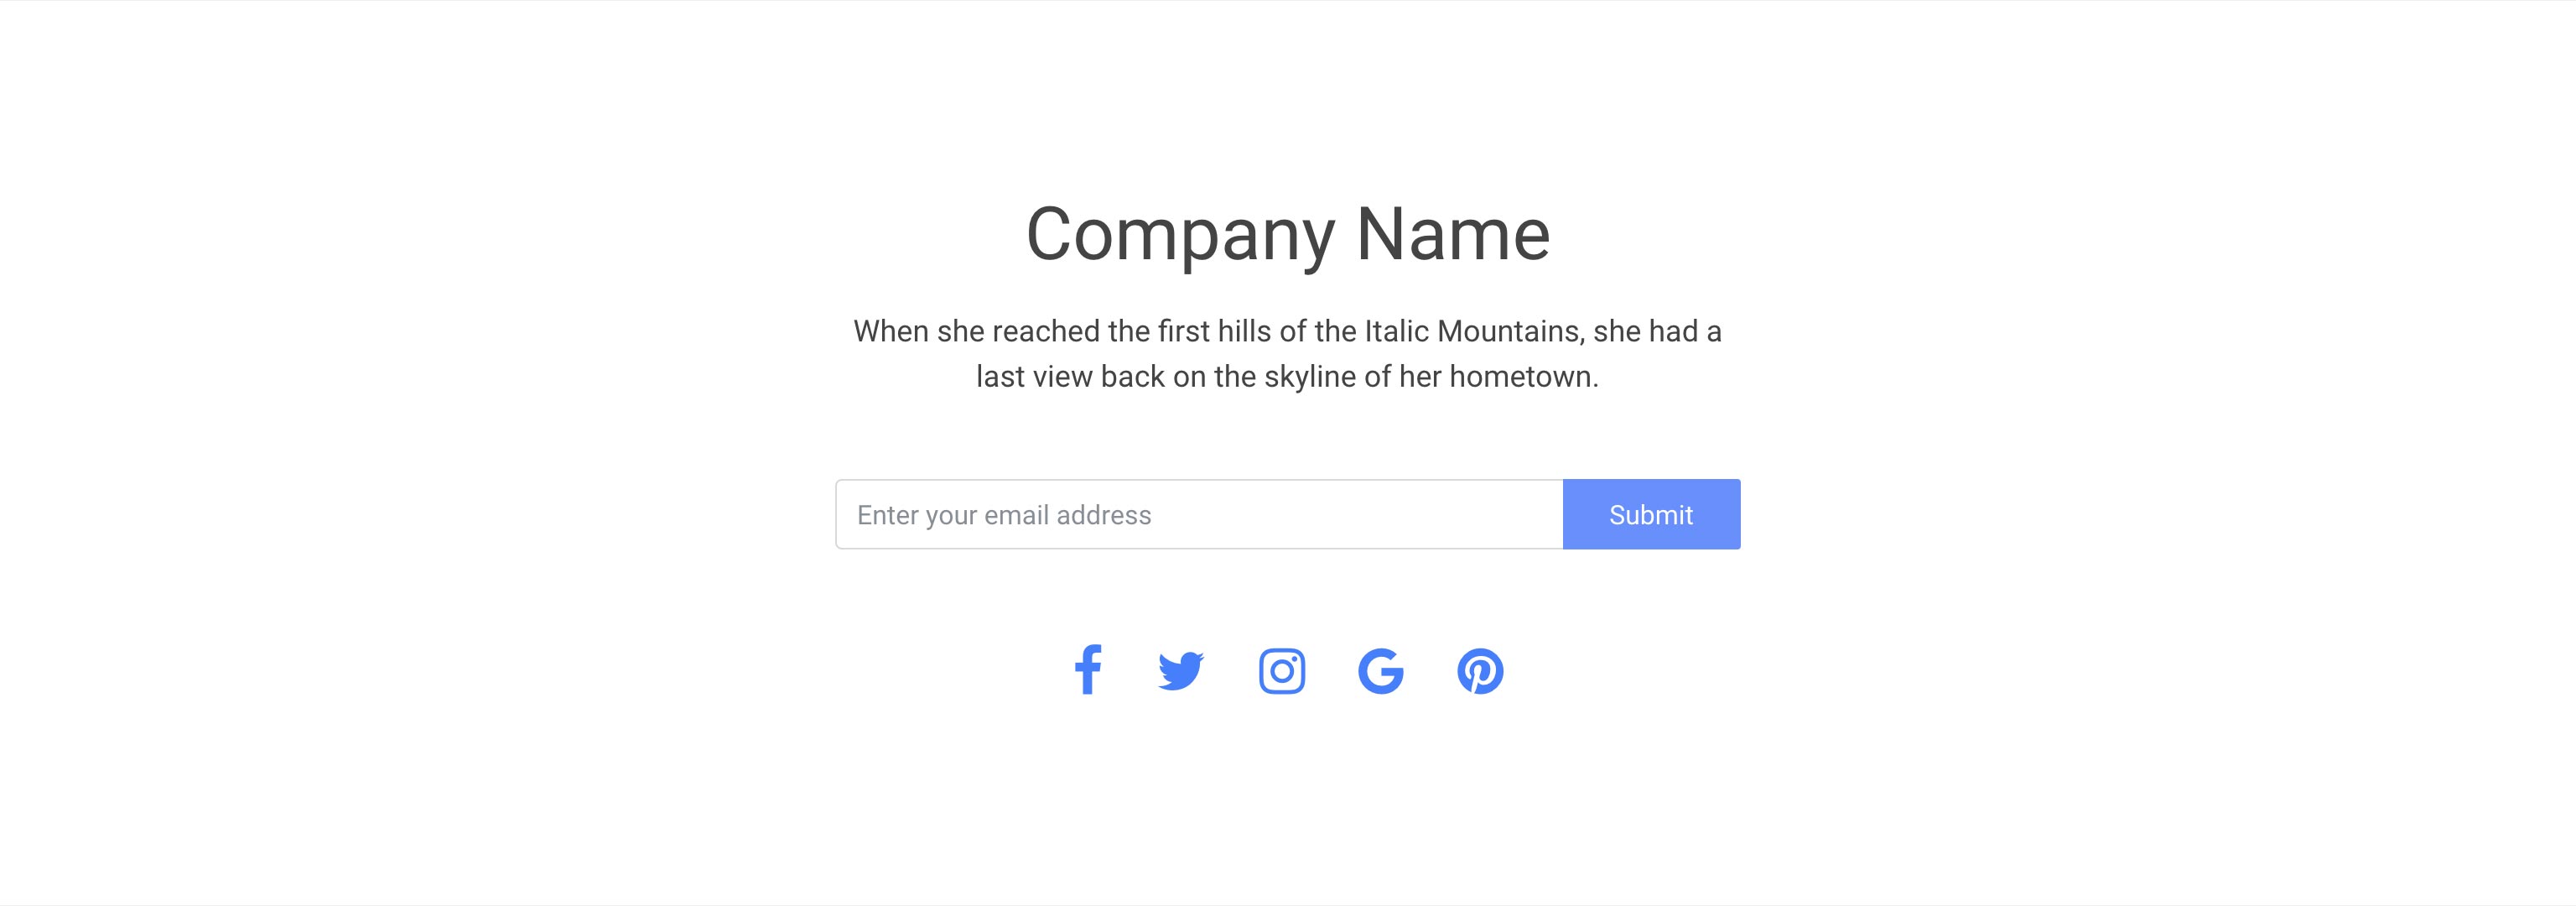 Company Name
When she reached the first hills of the Italic Mountains, she had a
last view back on the skyline of her hometown.
Enter your email address
Submit